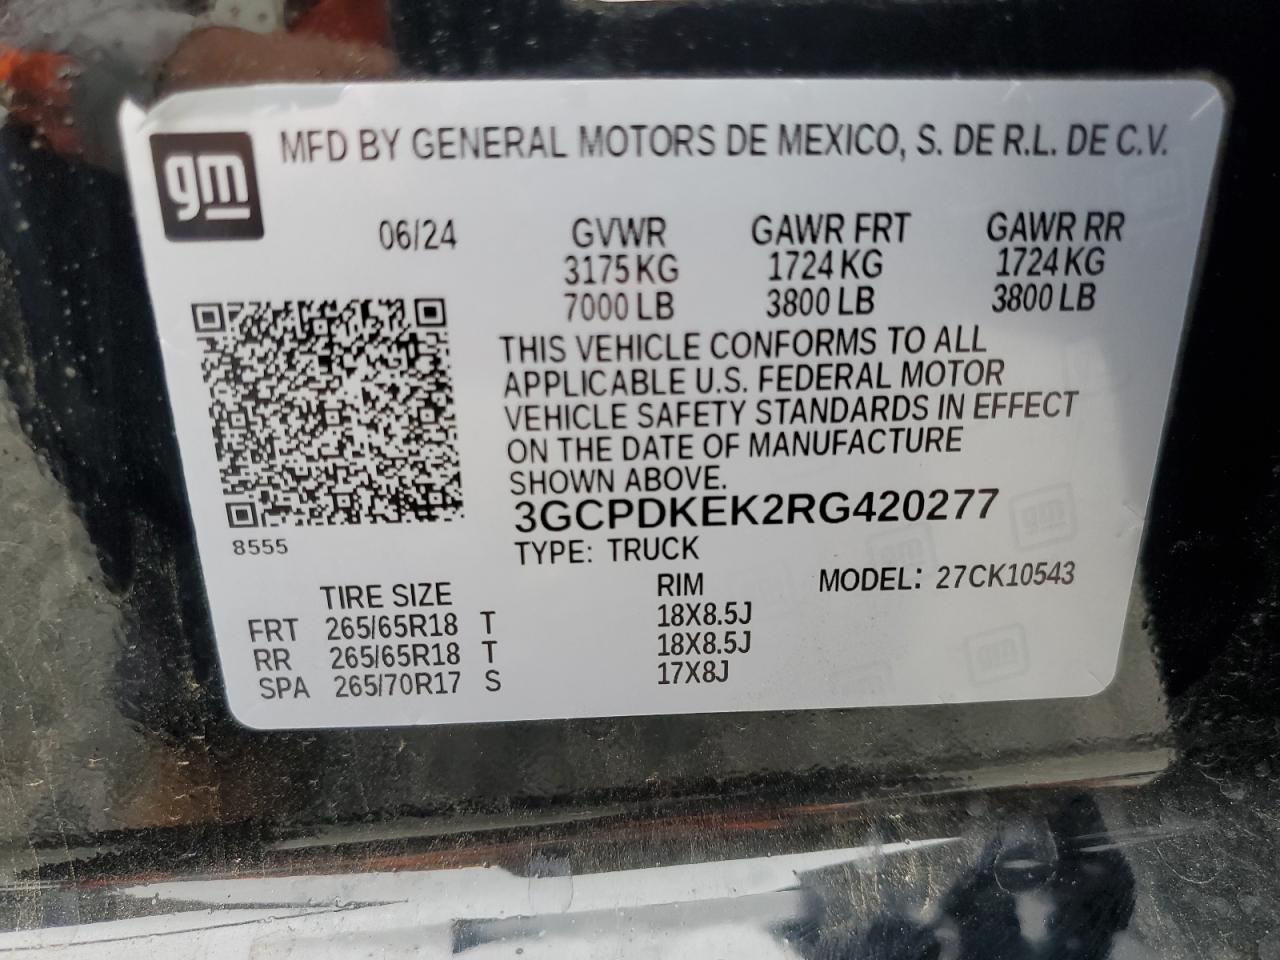 gm
MFD BY GENERAL MOTORS DE MEXICO, S. DE R.L. DE C.V.
06/24 GVWR GAWR FRT GAWR RR
3175 KG 1724 KG 1724 KG
7000 LB 3800 LB 3800 LB
THIS VEHICLE CONFORMS TO ALL
APPLICABLE U.S. FEDERAL MOTOR
VEHICLE SAFETY STANDARDS IN EFFECT
ON THE DATE OF MANUFACTURE
SHOWN ABOVE.
3GCPDKEK2RG420277
8555
TYPE: TRUCK
TIRE SIZE RIM MODEL: 27CK10543
FRT 265/65R18 T 18X8.5J
RR 265/65R18 T 18X8.5J
SPA 265/70R17 S 17X8J